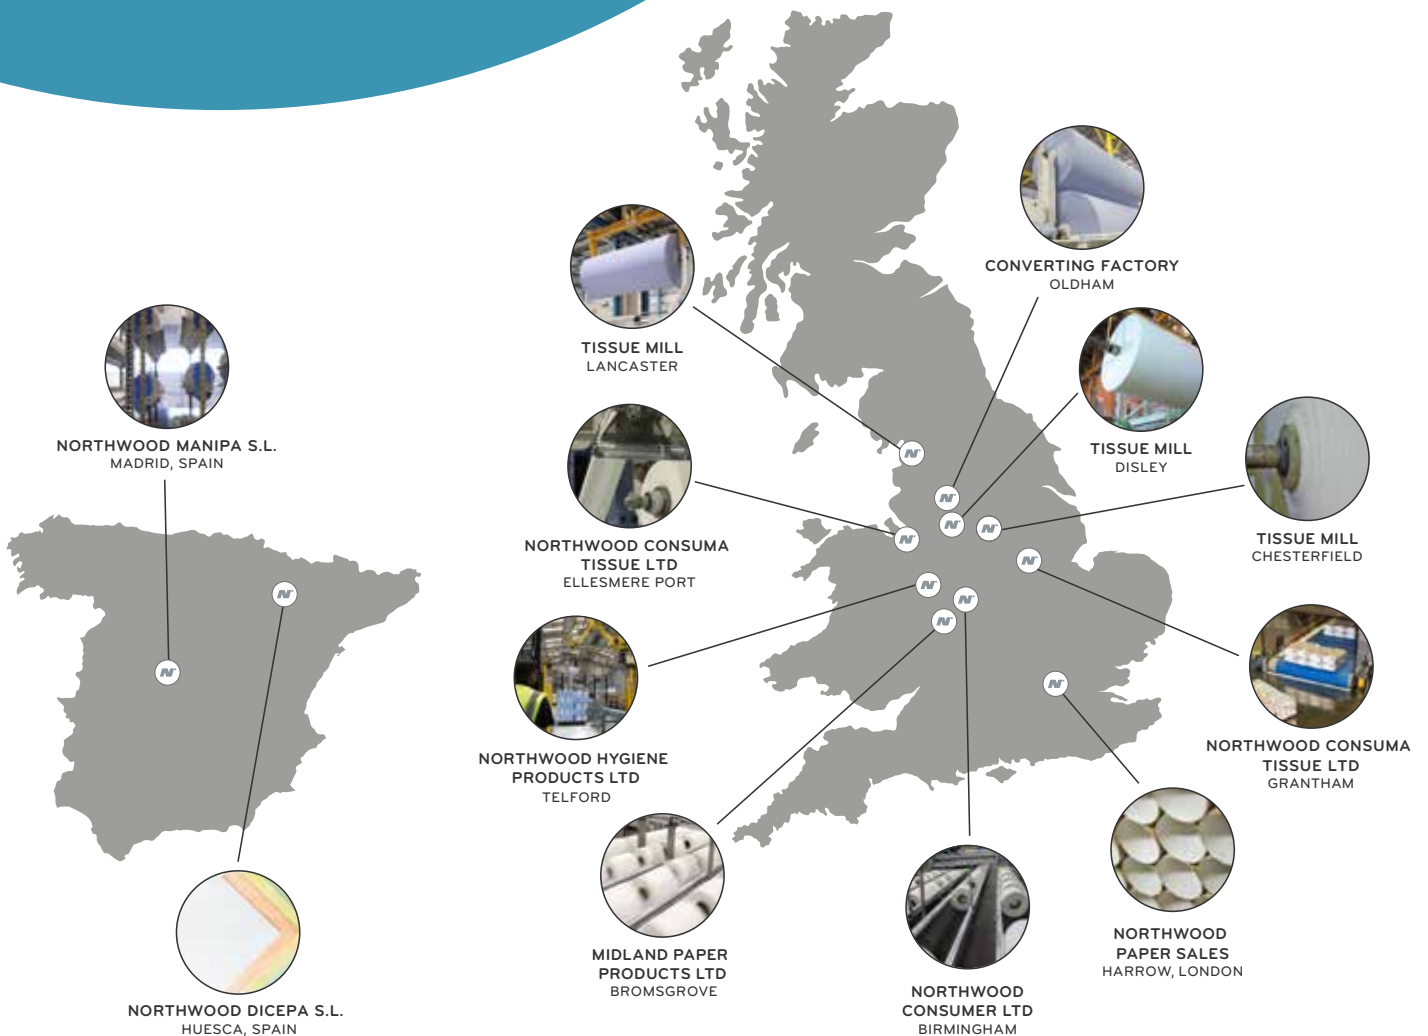 CONVERTING FACTORY
OLDHAM
TISSUE MILL
LANCASTER
TISSUE MILL
DISLEY
NORTHWOOD MANIPA S.L.
MADRID, SPAIN
TISSUE MILL
CHESTERFIELD
NORTHWOOD CONSUMA
TISSUE LTD
ELLESMERE PORT
NORTHWOOD HYGIENE
PRODUCTS LTD
TELFORD
NORTHWOOD CONSUMA
TISSUE LTD
GRANTHAM
MIDLAND PAPER
PRODUCTS LTD
BROMSGROVE
NORTHWOOD
CONSUMER LTD
BIRMINGHAM
NORTHWOOD
PAPER SALES
HARROW, LONDON
NORTHWOOD DICEPA S.L.
HUESCA, SPAIN
N
N
N
N
N
N
N
N
N
N
N
N